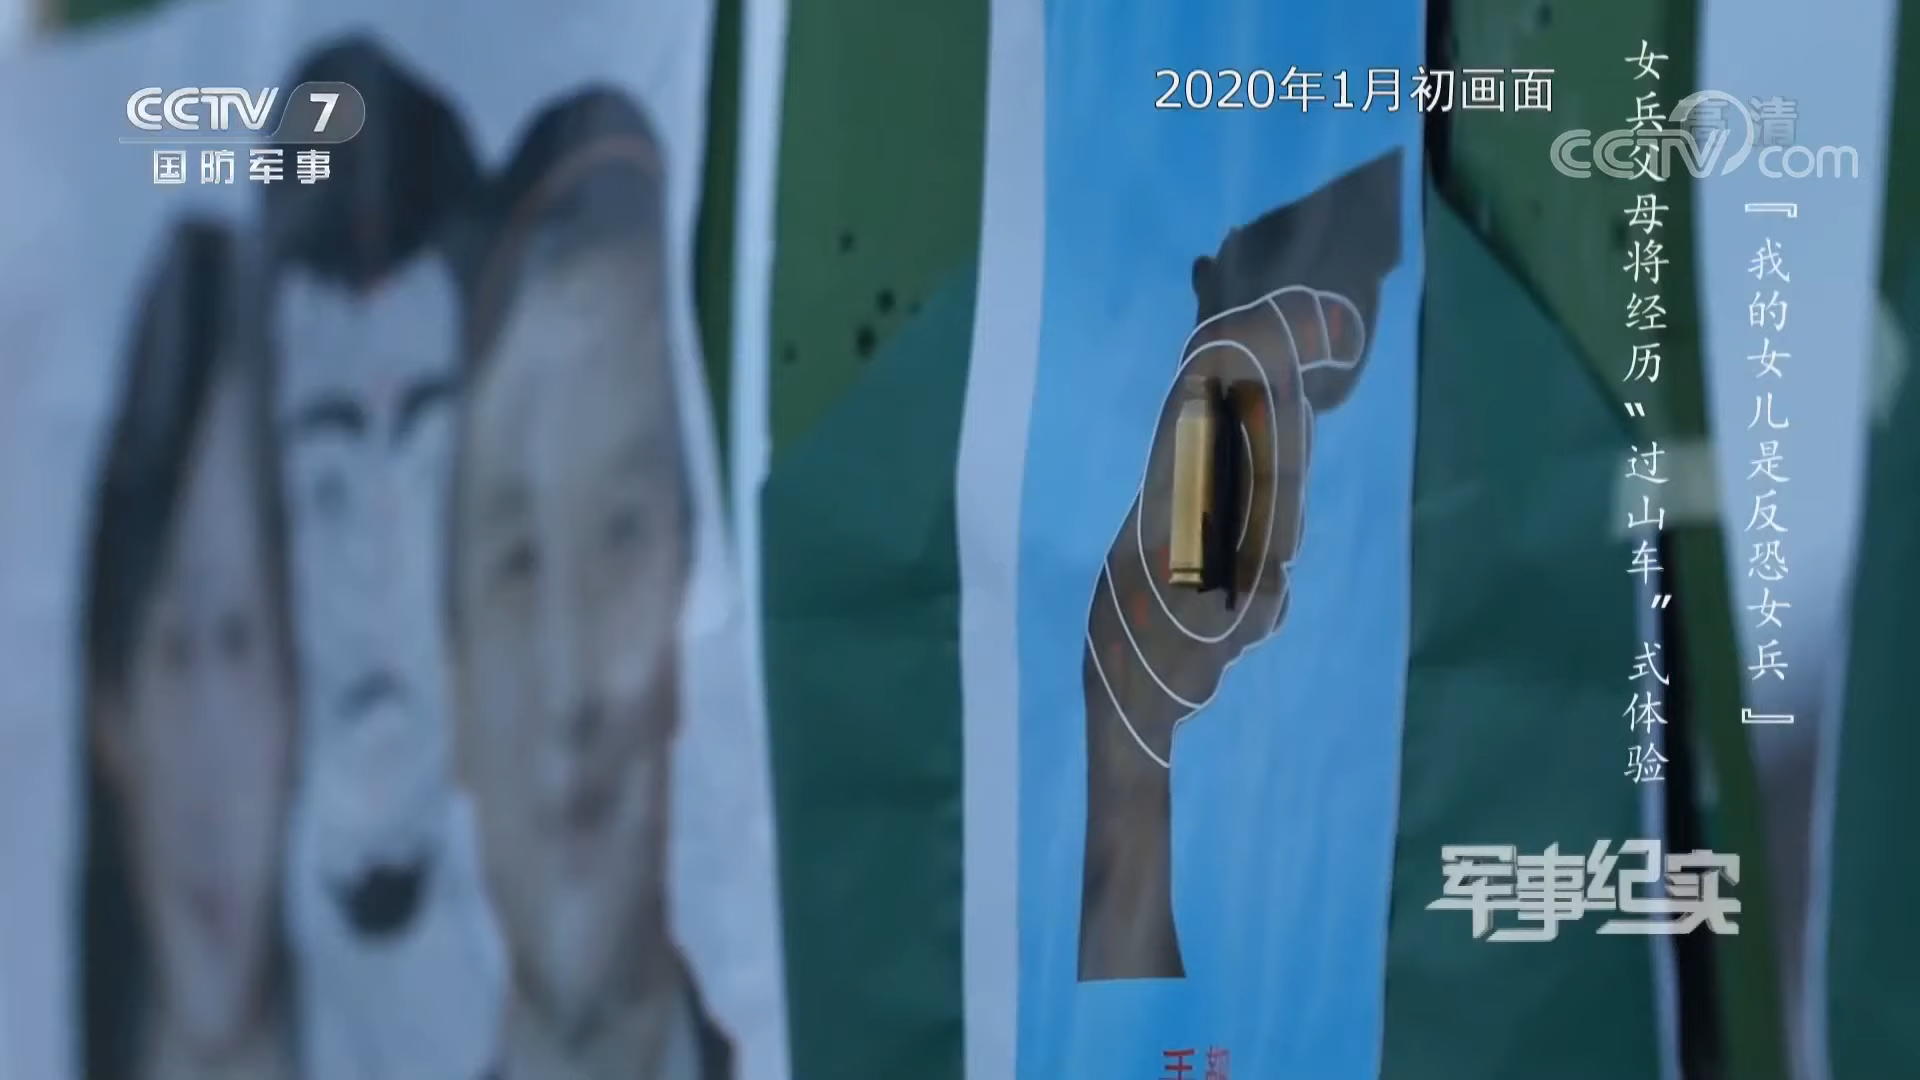 CCTV 7
国防军事
2020年1月初画面
高清
CCTV com
『我的女儿是反恐女兵』
女兵父母将经历“过山车”式体验
军事纪实
王